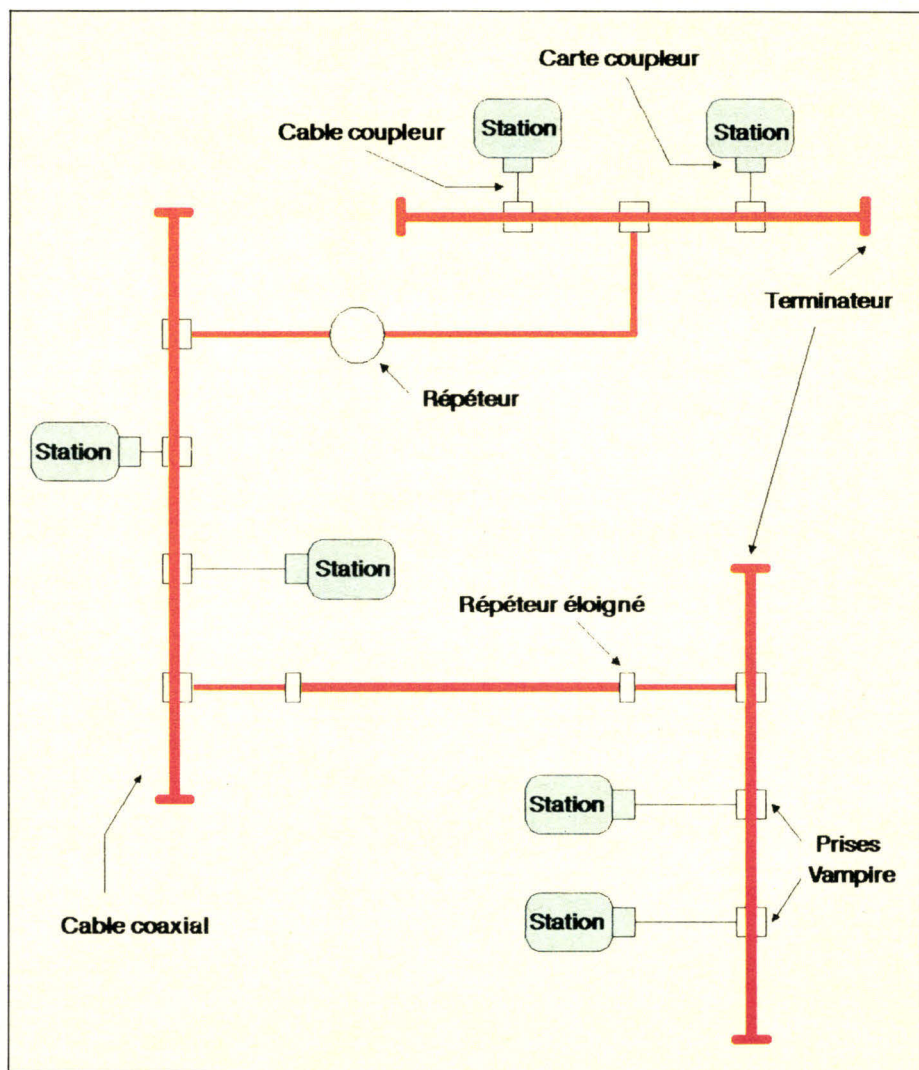 Carte coupleur
Cable coupleur
Station
Station
Terminateur
Répéteur
Station
Station
Répéteur éloigné
Station
Prises
Vampire
Station
Cable coaxial